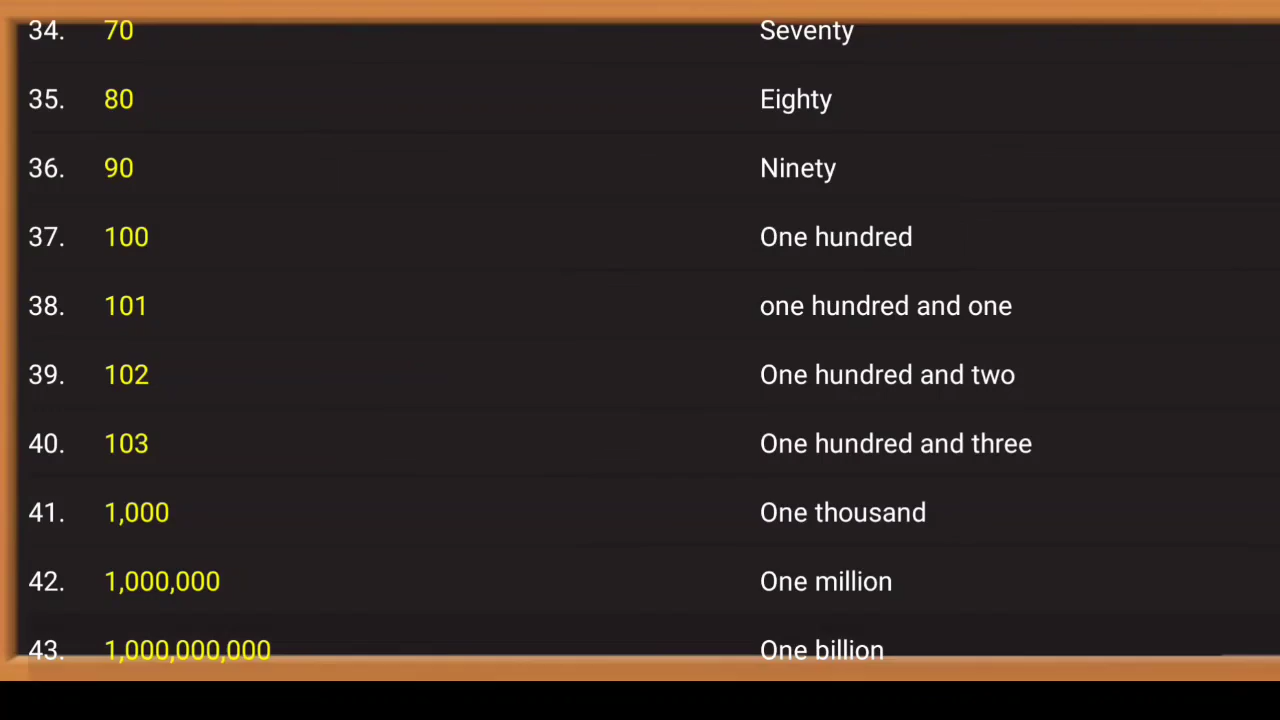 34. 70 Seventy
35. 80 Eighty
36. 90 Ninety
37. 100 One hundred
38. 101 one hundred and one
39. 102 One hundred and two
40. 103 One hundred and three
41. 1,000 One thousand
42. 1,000,000 One million
43. 1,000,000,000 One billion